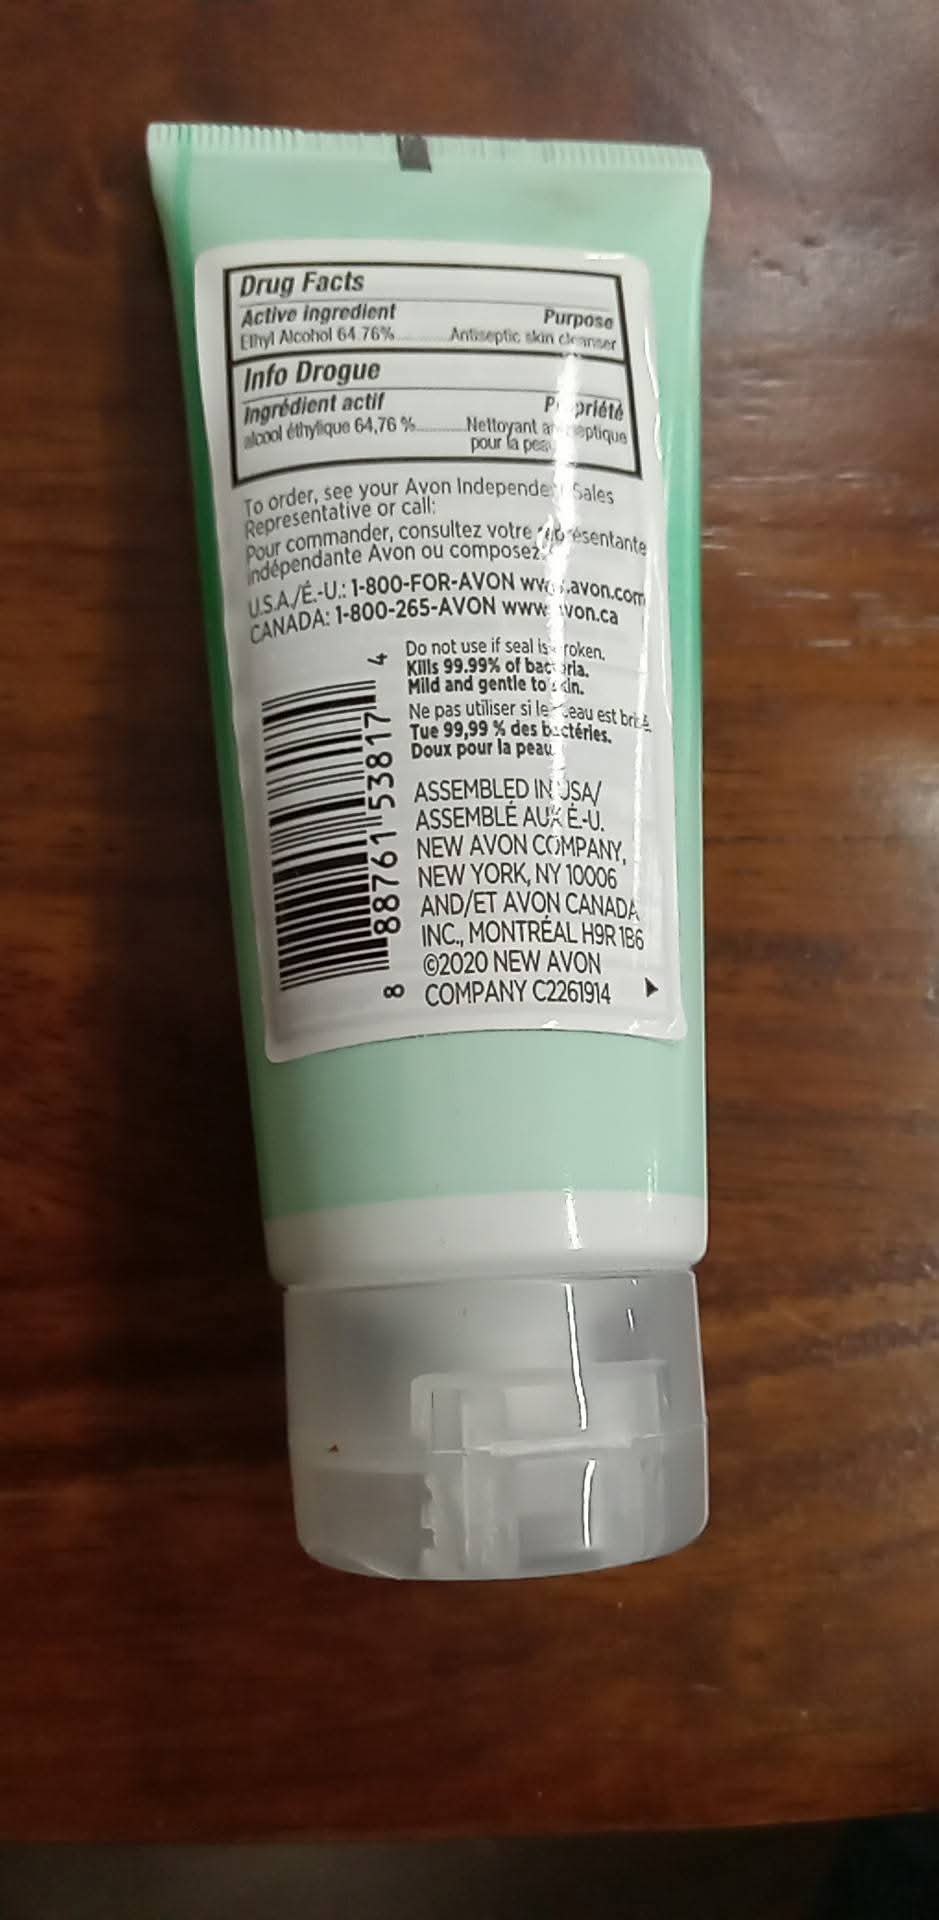 Drug Facts
Active ingredient Purpose
Ethyl Alcohol 64.76% Antiseptic skin cleanser
Info Drogue
Ingrédient actif
alcool éthylique 64,76 % Nettoyant
pour la
To order, see your Avon Sales
Representative or call:
Pour commander, consultez votre
indépendante Avon ou composez
U.S.A./É.-U.: 1-800-FOR-AVON
CANADA: 1-800-265-AVON
Do not use if seal is
Kills 99.99% of
Mild and gentle to
Ne pas utiliser si le est
Tue 99,99 % des bactéries.
Doux pour la peau
8 88761 53817 4
ASSEMBLED IN USA/
ASSEMBLÉ AUX É-U.
NEW AVON COMPANY,
NEW YORK, NY 10006
AND/ET AVON CANADA
INC., MONTRÉAL H9R 1B6
©2020 NEW AVON
COMPANY C2261914